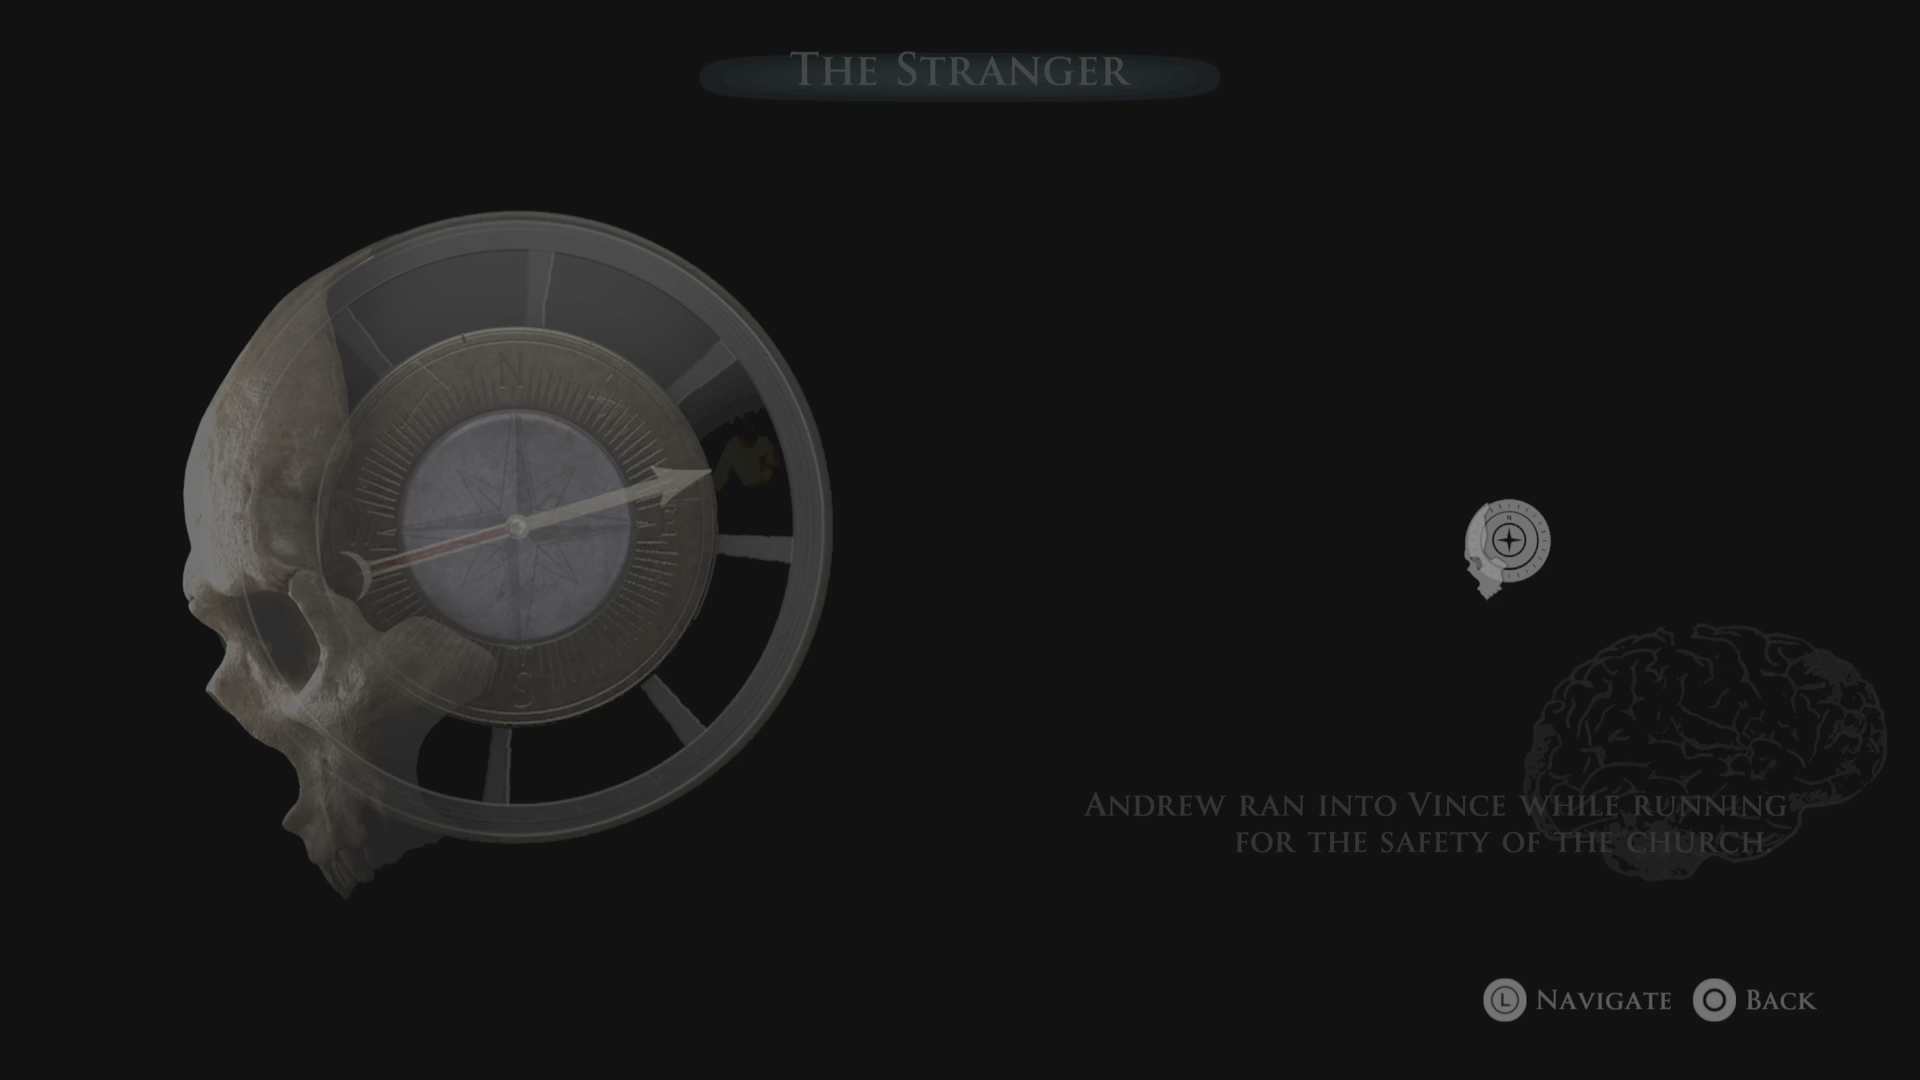 The Stranger
N
S
N
Andrew ran into Vince while running
for the safety of the church.
L Navigate Back